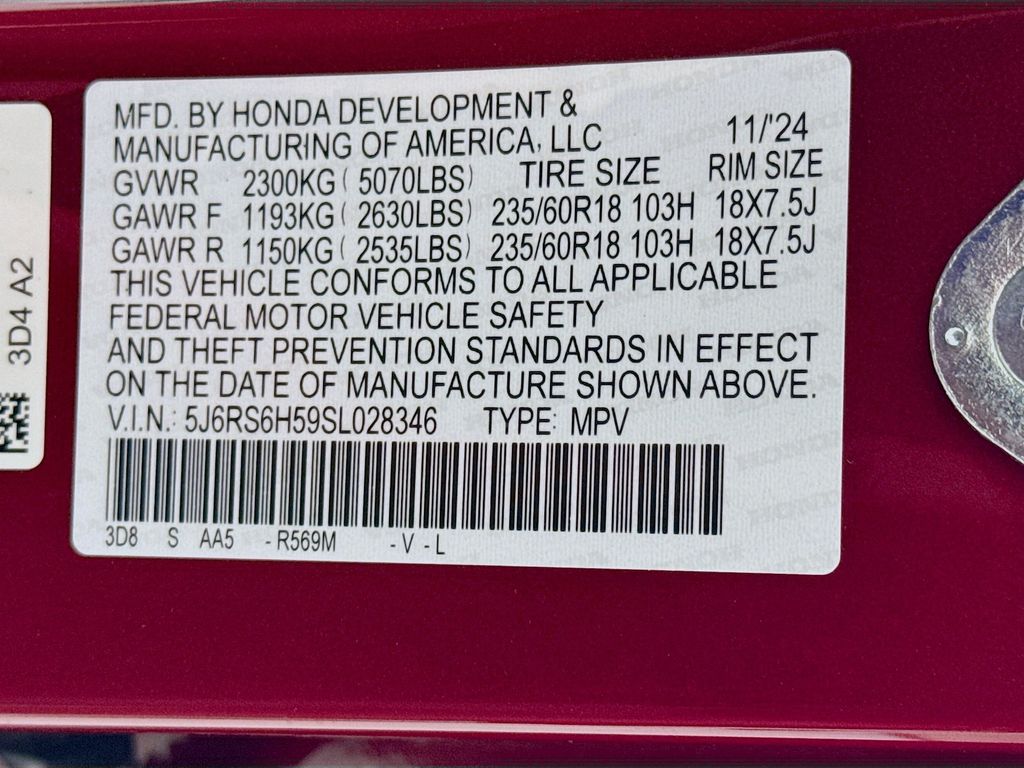 MFD. BY HONDA DEVELOPMENT &
MANUFACTURING OF AMERICA, LLC 11/'24
GVWR 2300KG ( 5070LBS) TIRE SIZE RIM SIZE
GAWR F 1193KG ( 2630LBS) 235/60R18 103H 18X7.5J
GAWR R 1150KG ( 2535LBS) 235/60R18 103H 18X7.5J
THIS VEHICLE CONFORMS TO ALL APPLICABLE
FEDERAL MOTOR VEHICLE SAFETY
AND THEFT PREVENTION STANDARDS IN EFFECT
ON THE DATE OF MANUFACTURE SHOWN ABOVE.
V.I.N.: 5J6RS6H59SL028346 TYPE: MPV
3D8 S AA5 - R569M - V - L
3D4 A2